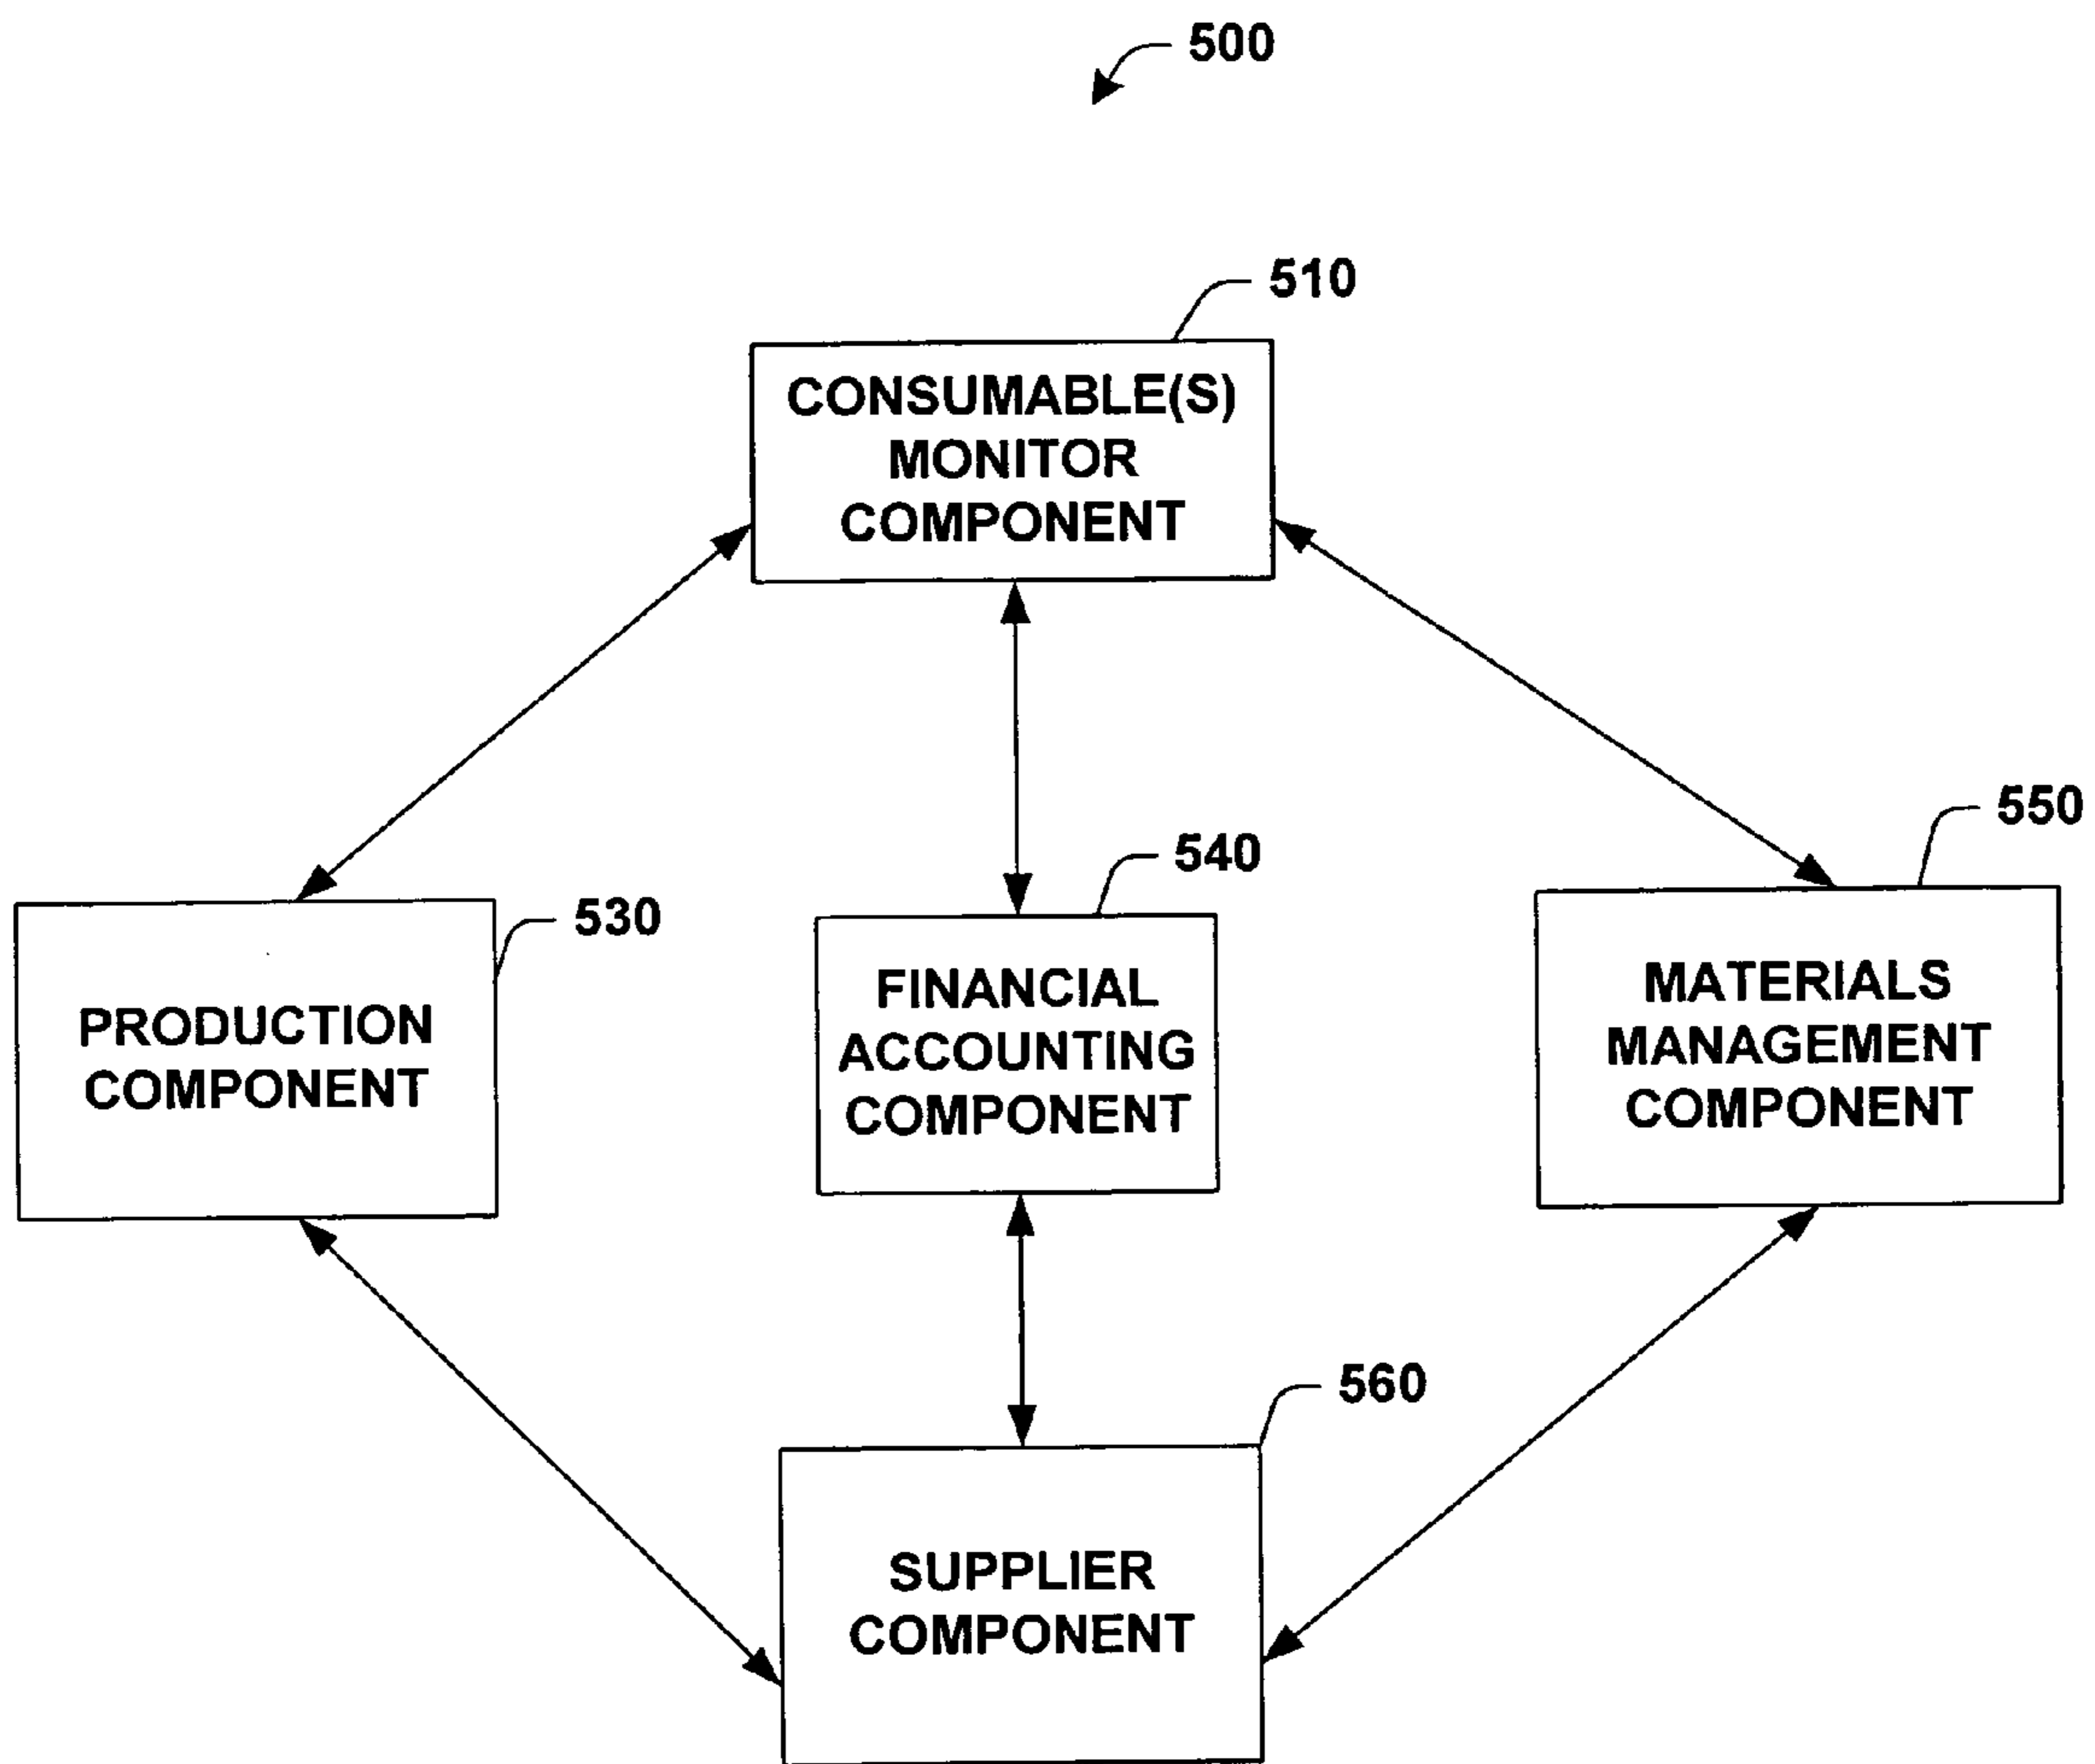 500
510
CONSUMABLE(S)
MONITOR
COMPONENT
550
540
530
FINANCIAL
ACCOUNTING
COMPONENT
MATERIALS
MANAGEMENT
COMPONENT
PRODUCTION
COMPONENT
560
SUPPLIER
COMPONENT